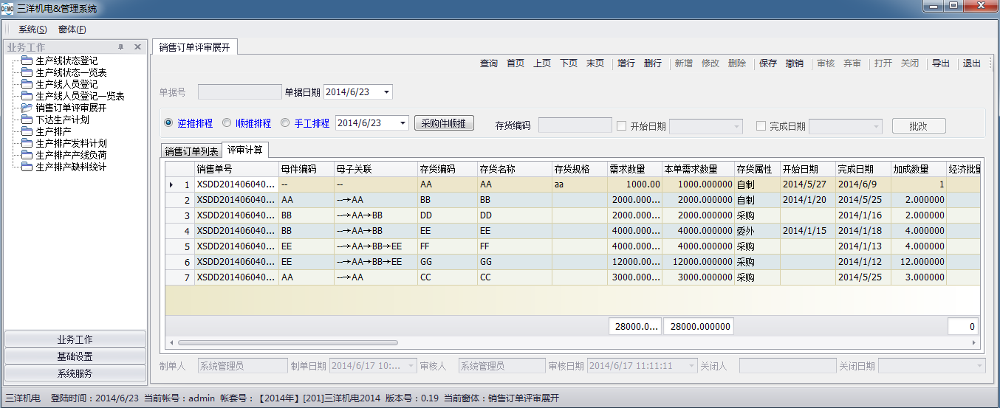 DEMO 三洋机电&管理系统
系统(S) 窗体(F)
业务工作
生产线状态登记
生产线状态一览表
生产线人员登记
生产线人员登记一览表
销售订单评审展开
下达生产计划
生产排产
生产排产发料计划
生产排产产线负荷
生产排产缺料统计
业务工作
基础设置
系统服务
销售订单评审展开
查询 首页 上页 下页 末页 增行 删行 新增 修改 删除 保存 撤销 审核 弃审 打开 关闭 导出 退出
单据号 单据日期 2014/6/23
逆推排程 顺推排程 手工排程 2014/6/23 采购件顺推 存货编码 开始日期 完成日期 批改
销售订单列表 评审计算
销售单号 母件编码 母子关联 存货编码 存货名称 存货规格 需求数量 本单需求数量 存货属性 开始日期 完成日期 加成数量 经济批量
1 XSDD201406040... -- -- AA AA aa 1000.00 1000.000000 自制 2014/5/27 2014/6/9 1
2 XSDD201406040... AA --→AA BB BB 2000.000... 2000.000000 自制 2014/1/20 2014/5/25 2.000000
3 XSDD201406040... BB --→AA→BB DD DD 2000.000... 2000.000000 采购 2014/1/16 2.000000
4 XSDD201406040... BB --→AA→BB EE EE 4000.000... 4000.000000 委外 2014/1/15 2014/1/18 4.000000
5 XSDD201406040... EE --→AA→BB→EE FF FF 4000.000... 4000.000000 采购 2014/1/13 4.000000
6 XSDD201406040... EE --→AA→BB→EE GG GG 12000.00... 12000.000000 采购 2014/1/12 12.000000
7 XSDD201406040... AA --→AA CC CC 3000.000... 3000.000000 采购 2014/5/25 3.000000
28000.0... 28000.000000 0
制单人 系统管理员 制单日期 2014/6/17 10:... 审核人 系统管理员 审核日期 2014/6/17 11:11:11 关闭人 关闭日期
三洋机电 登陆时间：2014/6/23 当前帐号：admin 帐套号：【2014年】[201]三洋机电2014 版本号：0.19 当前窗体：销售订单评审展开